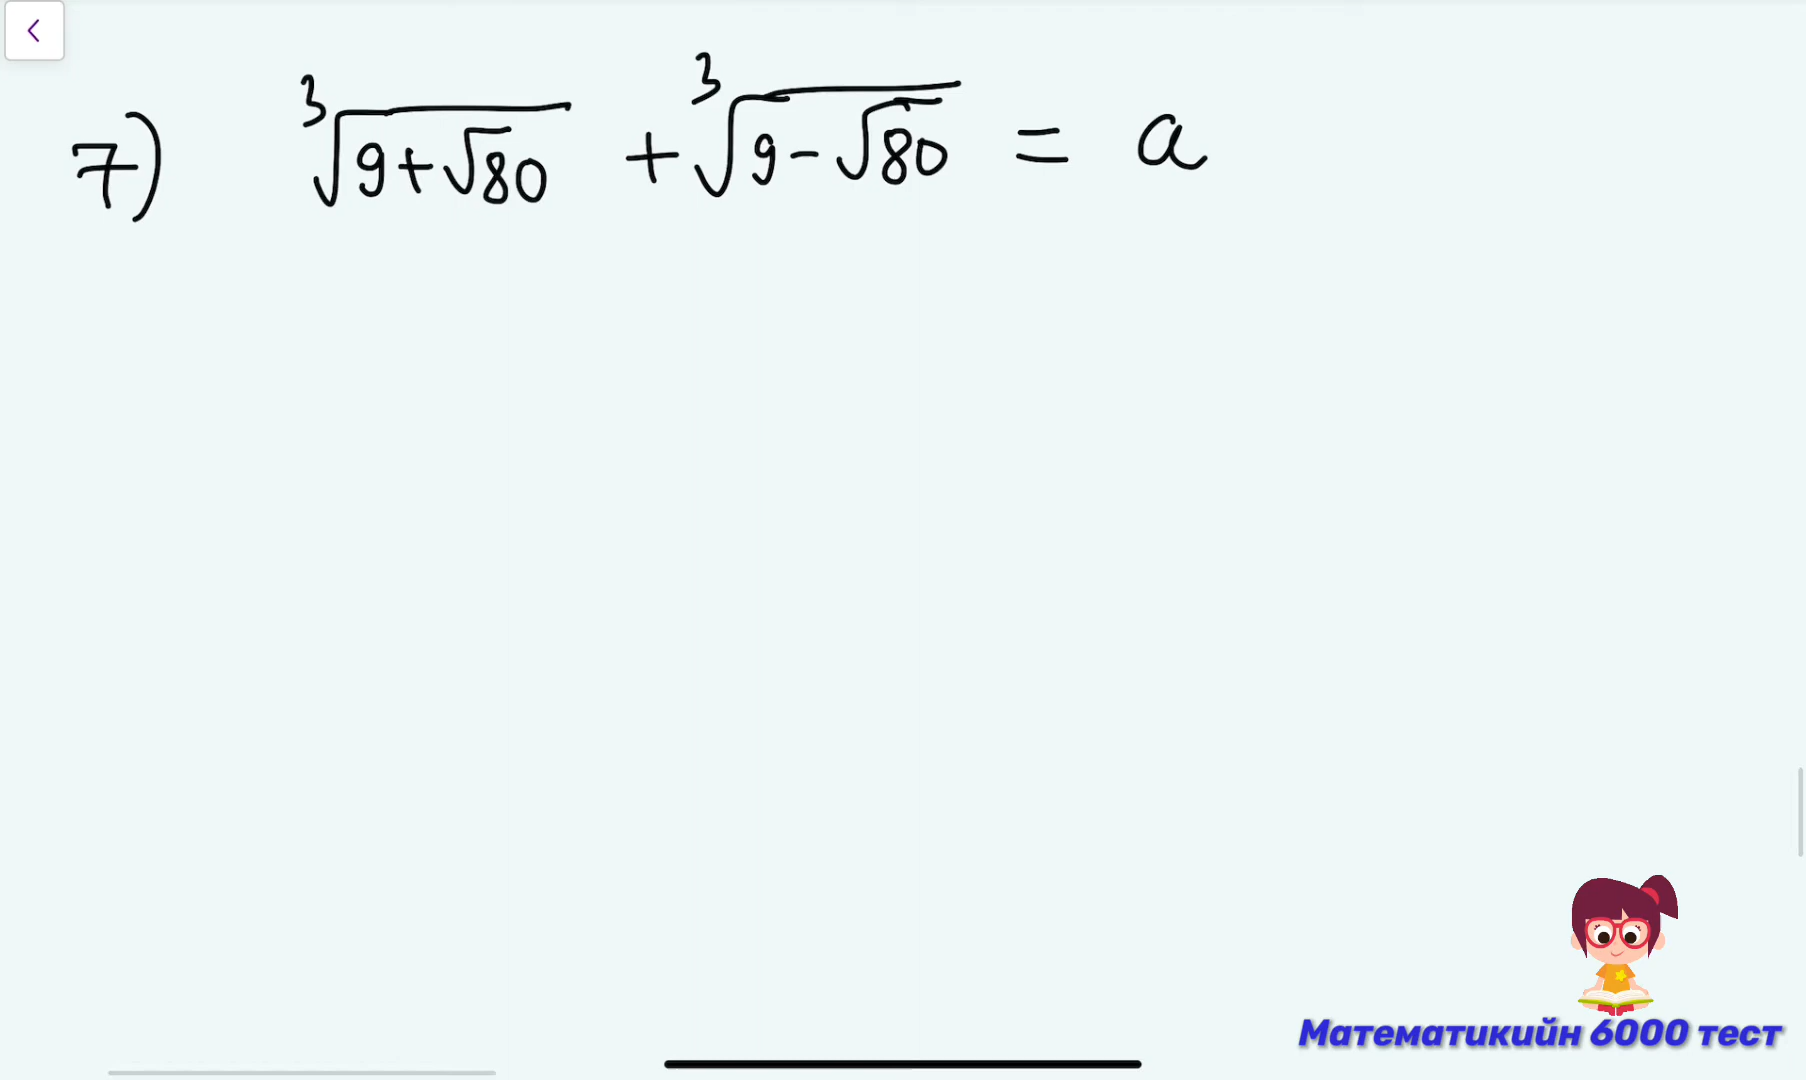 7) ∛(9+√80) + ∛(9-√80) = a
Математикийн 6000 тест